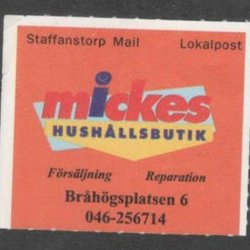 Staffanstorp Mail Lokalpost
mickes
HUSHÅLLSBUTIK
Försäljning Reparation
Bråhögsplatsen 6
046-256714